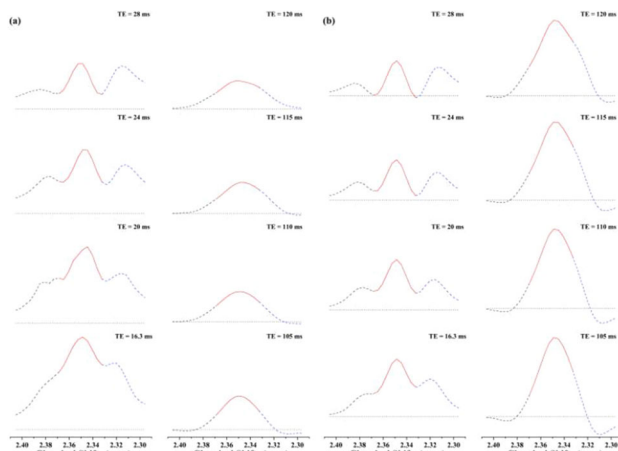 (a) TE = 28 ms TE = 120 ms (b) TE = 28 ms TE = 120 ms
TE = 24 ms TE = 115 ms TE = 24 ms TE = 115 ms
TE = 20 ms TE = 110 ms TE = 20 ms TE = 110 ms
TE = 16.3 ms TE = 105 ms TE = 16.3 ms TE = 105 ms
2.40 2.38 2.36 2.34 2.32 2.30 2.40 2.38 2.36 2.34 2.32 2.30 2.40 2.38 2.36 2.34 2.32 2.30 2.40 2.38 2.36 2.34 2.32 2.30